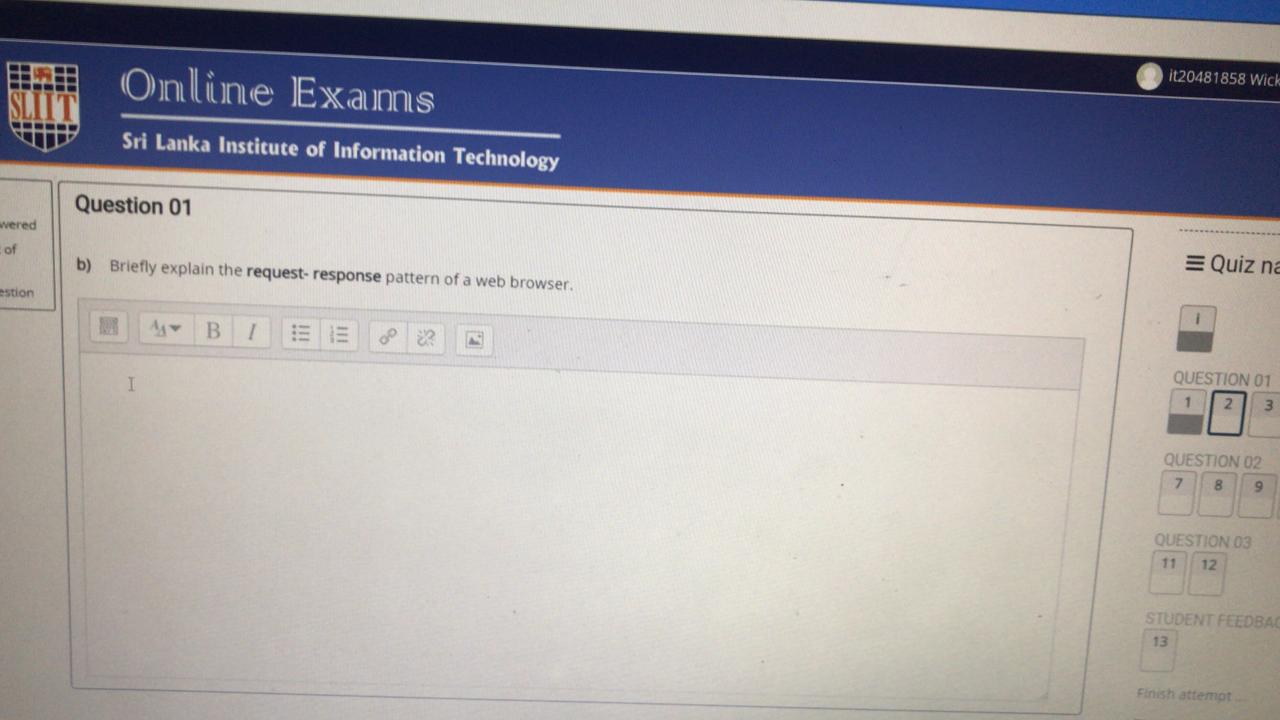 SLIIT
Online Exams
Sri Lanka Institute of Information Technology
it20481858 Wick
wered
of
estion
Question 01
b) Briefly explain the request- response pattern of a web browser.
B I
Quiz na
i
QUESTION 01
1 2 3
QUESTION 02
7 8 9
QUESTION 03
11 12
STUDENT FEEDBAC
13
Finish attempt ...